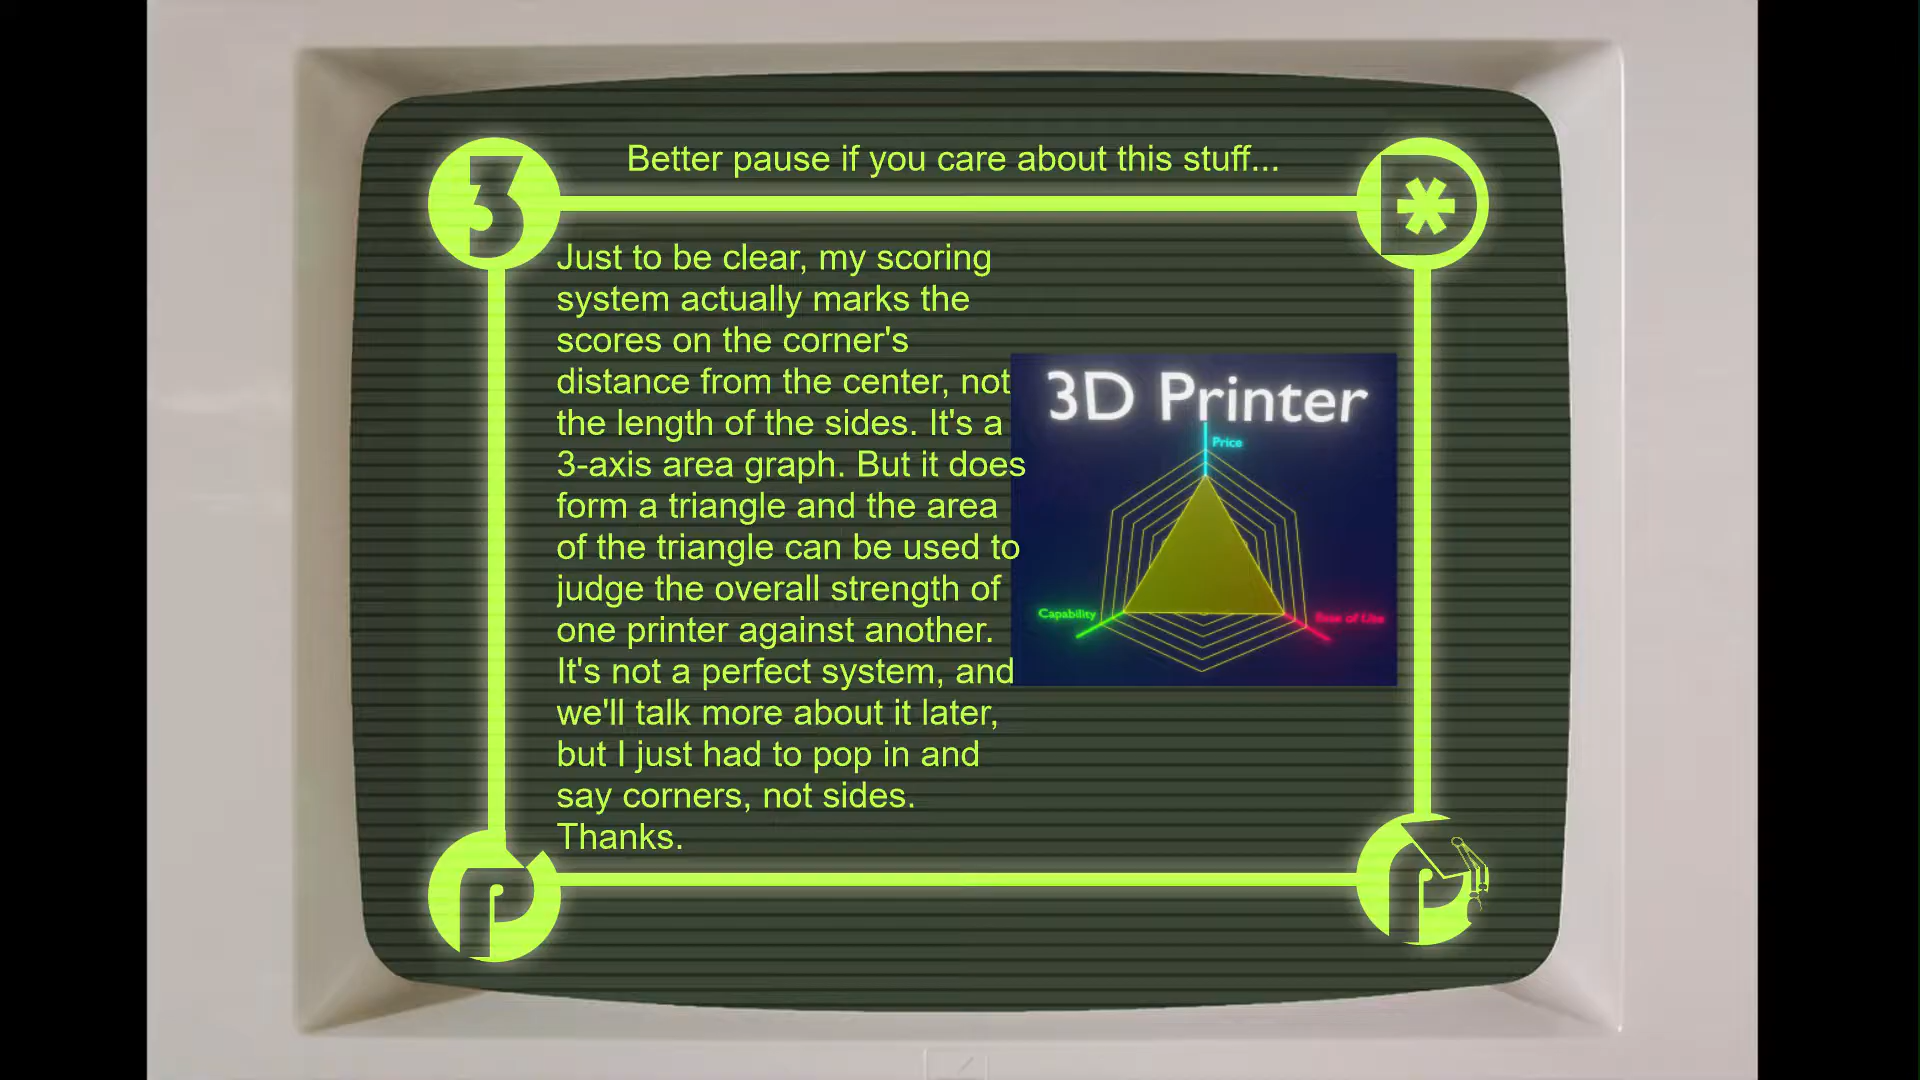 Better pause if you care about this stuff...
3
*
Just to be clear, my scoring
system actually marks the
scores on the corner's
distance from the center, not
the length of the sides. It's a
3-axis area graph. But it does
form a triangle and the area
of the triangle can be used to
judge the overall strength of
one printer against another.
It's not a perfect system, and
we'll talk more about it later,
but I just had to pop in and
say corners, not sides.
Thanks.
3D Printer
Price
Capability
Ease of Use